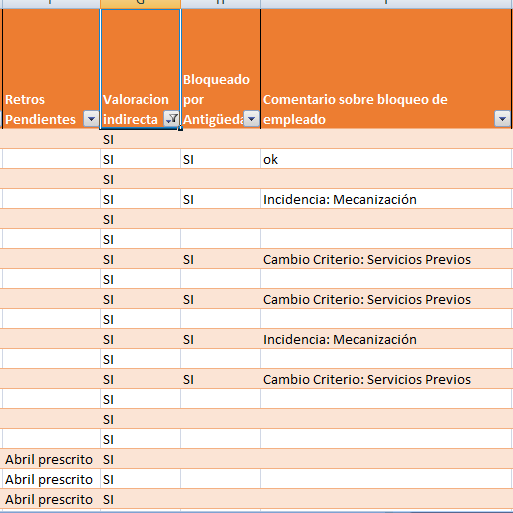 Retros Pendientes Valoracion indirecta Bloqueado por Antigüeda Comentario sobre bloqueo de empleado
SI
SI SI ok
SI
SI SI Incidencia: Mecanización
SI
SI
SI SI Cambio Criterio: Servicios Previos
SI
SI SI Cambio Criterio: Servicios Previos
SI
SI SI Incidencia: Mecanización
SI
SI SI Cambio Criterio: Servicios Previos
SI
SI
SI
Abril prescrito SI
Abril prescrito SI
Abril prescrito SI